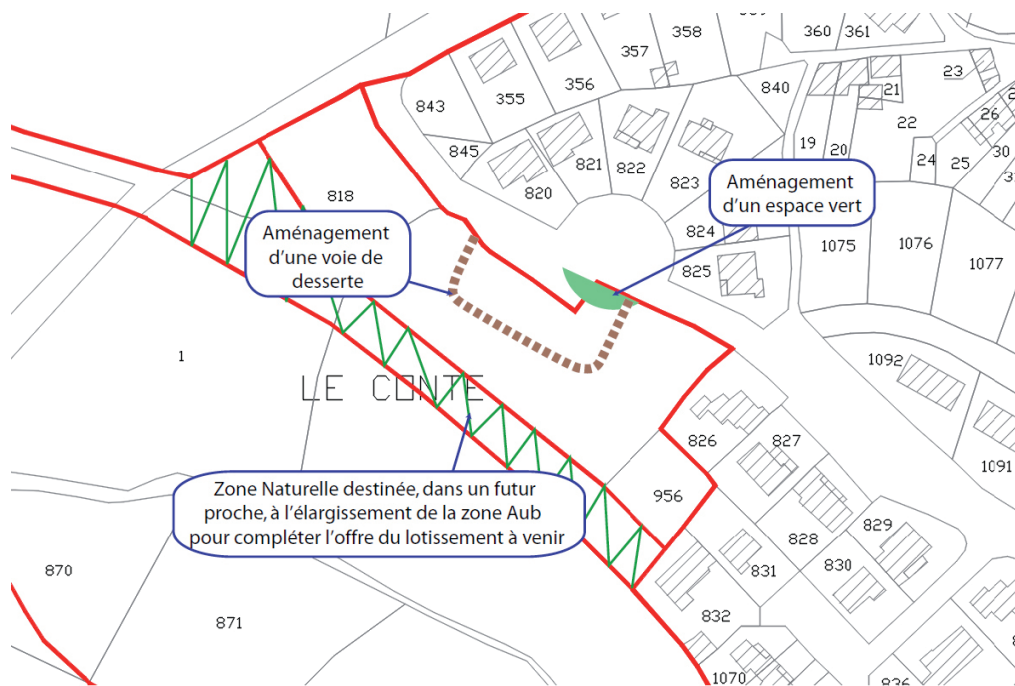 360 361
357 358
23
355 356 840
21
843 22
26
19 20
845 821 822 30
24 25
820 823
818
Aménagement
d'un espace vert
Aménagement
d'une voie de
desserte
824
825
1075 1076
1077
1
LE CONTE
1092
826 827
1091
956
Zone Naturelle destinée, dans un futur
proche, à l'élargissement de la zone Aub
pour compléter l'offre du lotissement à venir
829
828
831 830
870
871
832
1070
836